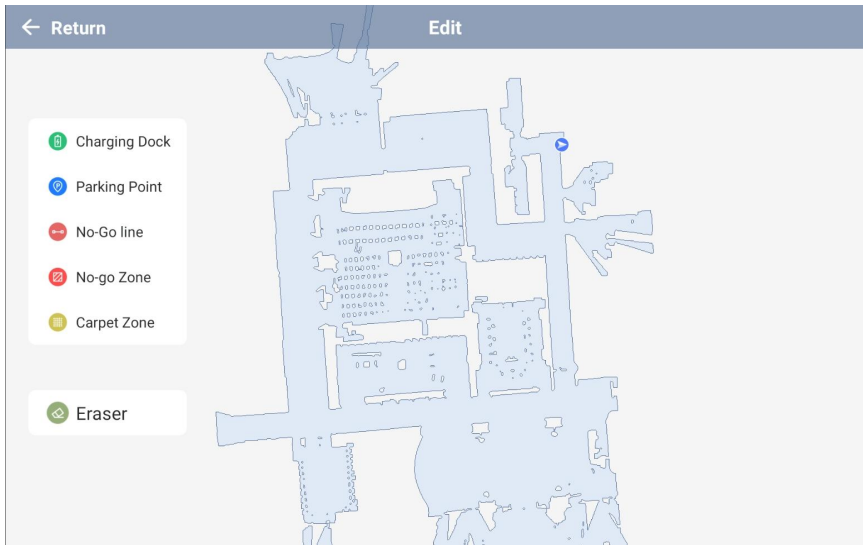 Return
Edit
Charging Dock
Parking Point
No-Go line
No-go Zone
Carpet Zone
Eraser